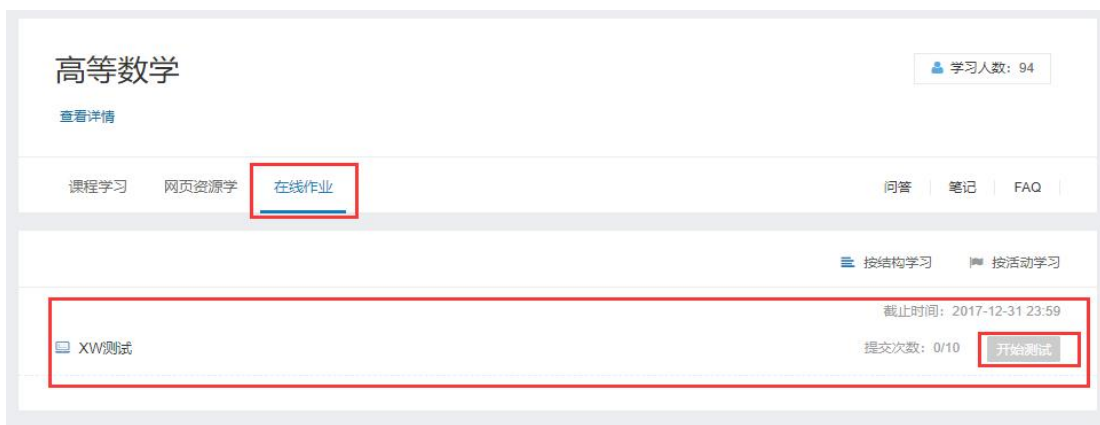 高等数学
学习人数：94
查看详情
课程学习 网页资源学 在线作业 问答 笔记 FAQ
按结构学习 按活动学习
截止时间：2017-12-31 23:59
XW测试 提交次数：0/10 开始测试